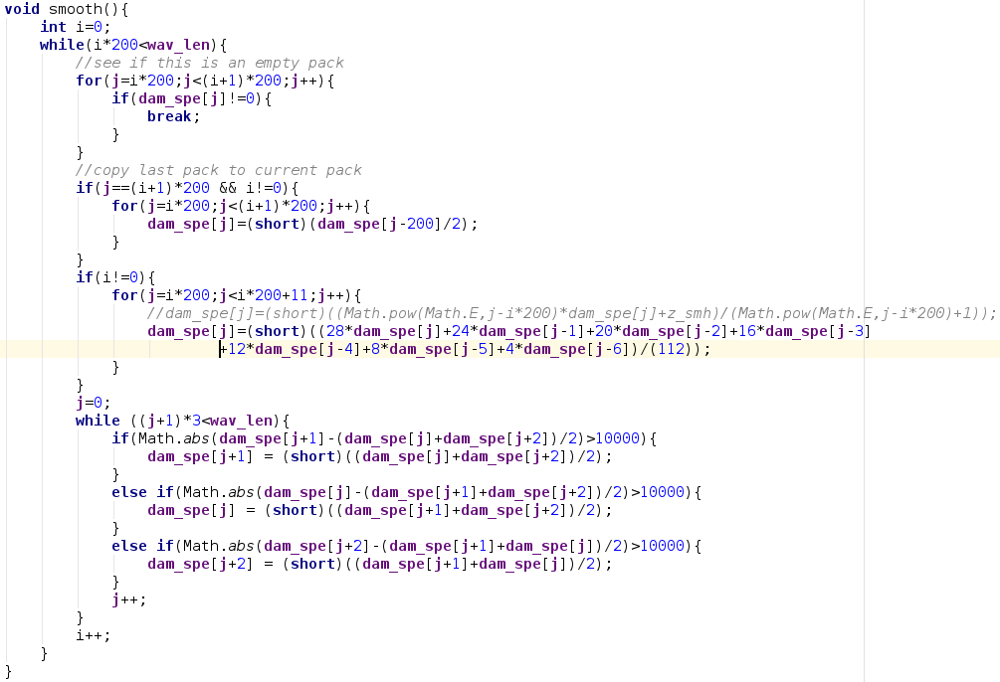 void smooth(){
    int i=0;
    while(i*200<wav_len){
        //see if this is an empty pack
        for(j=i*200;j<(i+1)*200;j++){
            if(dam_spe[j]!=0){
                break;
            }
        }
        //copy last pack to current pack
        if(j==(i+1)*200 && i!=0){
            for(j=i*200;j<(i+1)*200;j++){
                dam_spe[j]=(short)(dam_spe[j-200]/2);
            }
        }
        if(i!=0){
            for(j=i*200;j<i*200+11;j++){
                //dam_spe[j]=(short)((Math.pow(Math.E,j-i*200)*dam_spe[j]+z_smh)/(Math.pow(Math.E,j-i*200)+1));
                dam_spe[j]=(short)((28*dam_spe[j]+24*dam_spe[j-1]+20*dam_spe[j-2]+16*dam_spe[j-3]
                        +12*dam_spe[j-4]+8*dam_spe[j-5]+4*dam_spe[j-6])/(112));
            }
        }
        j=0;
        while ((j+1)*3<wav_len){
            if(Math.abs(dam_spe[j+1]-(dam_spe[j]+dam_spe[j+2])/2)>10000){
                dam_spe[j+1] = (short)((dam_spe[j]+dam_spe[j+2])/2);
            }
            else if(Math.abs(dam_spe[j]-(dam_spe[j+1]+dam_spe[j+2])/2)>10000){
                dam_spe[j] = (short)((dam_spe[j+1]+dam_spe[j+2])/2);
            }
            else if(Math.abs(dam_spe[j+2]-(dam_spe[j+1]+dam_spe[j])/2)>10000){
                dam_spe[j+2] = (short)((dam_spe[j+1]+dam_spe[j])/2);
            }
            j++;
        }
        i++;
    }
}